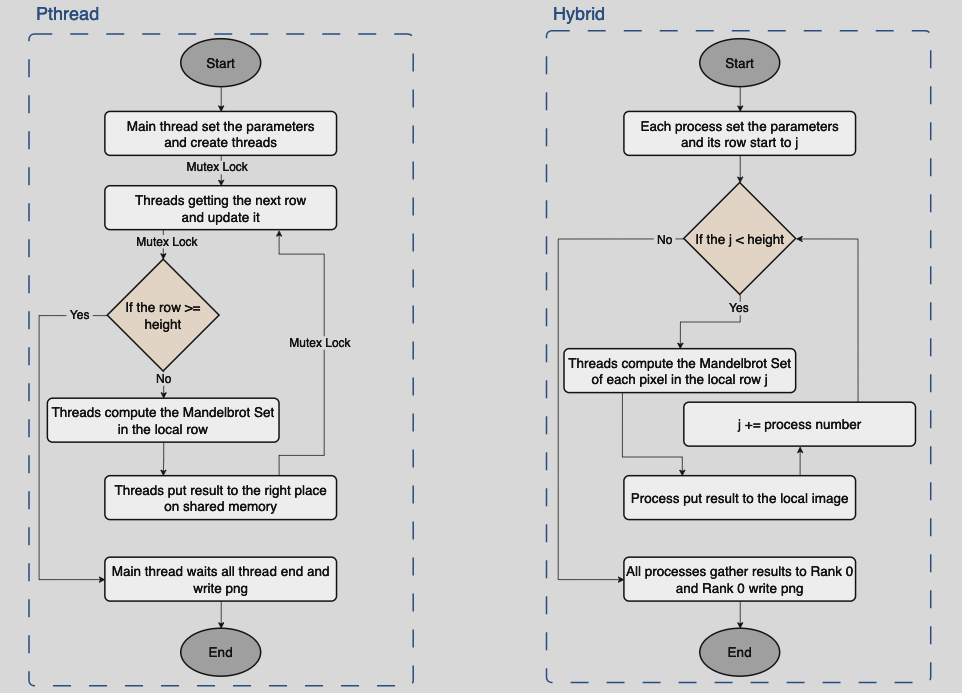 Pthread
Start
Main thread set the parameters
and create threads
Mutex Lock
Threads getting the next row
and update it
Mutex Lock
If the row >=
height
Yes
No
Mutex Lock
Threads compute the Mandelbrot Set
in the local row
Threads put result to the right place
on shared memory
Main thread waits all thread end and
write png
End
Hybrid
Start
Each process set the parameters
and its row start to j
If the j < height
No
Yes
Threads compute the Mandelbrot Set
of each pixel in the local row j
j += process number
Process put result to the local image
All processes gather results to Rank 0
and Rank 0 write png
End